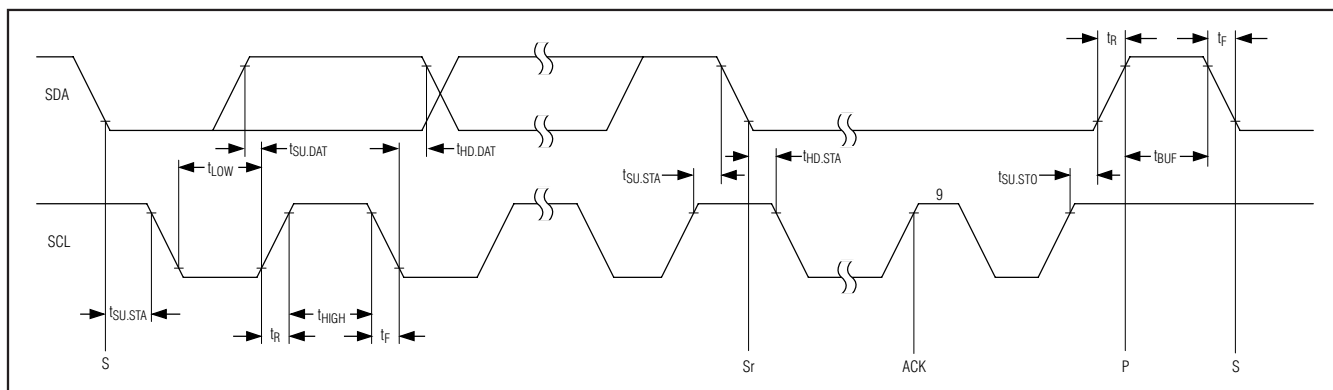 tR
tF
SDA
tSU.DAT
tHD.DAT
tHD.STA
tBUF
tLOW
tSU.STA
tSU.STO
9
SCL
tSU.STA
tR
tHIGH
tF
S
Sr
ACK
P
S